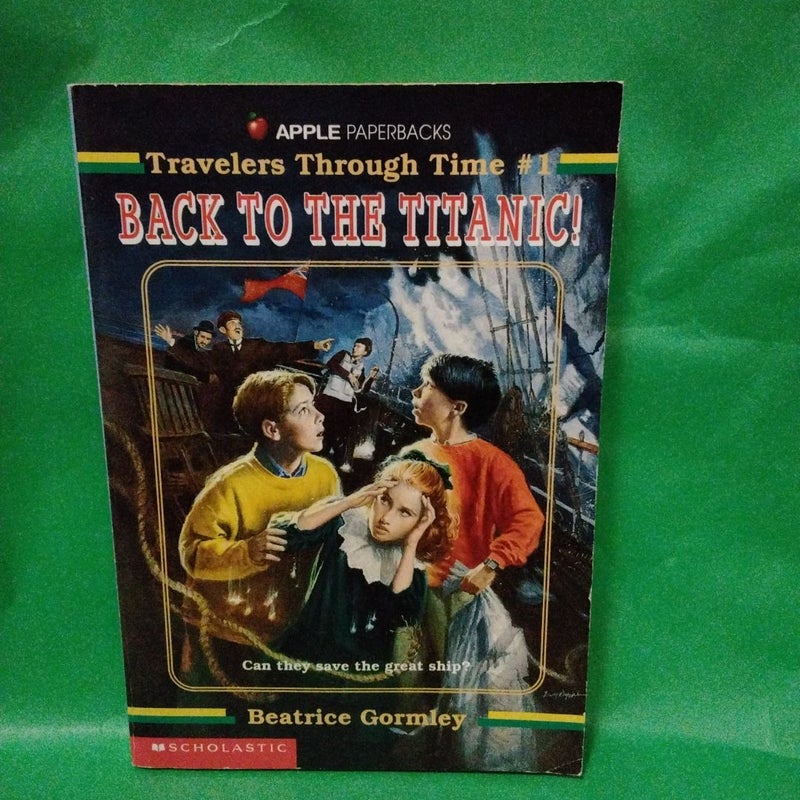 APPLE PAPERBACKS
Travelers Through Time #1
BACK TO THE TITANIC!
Can they save the great ship?
Beatrice Gormley
SCHOLASTIC